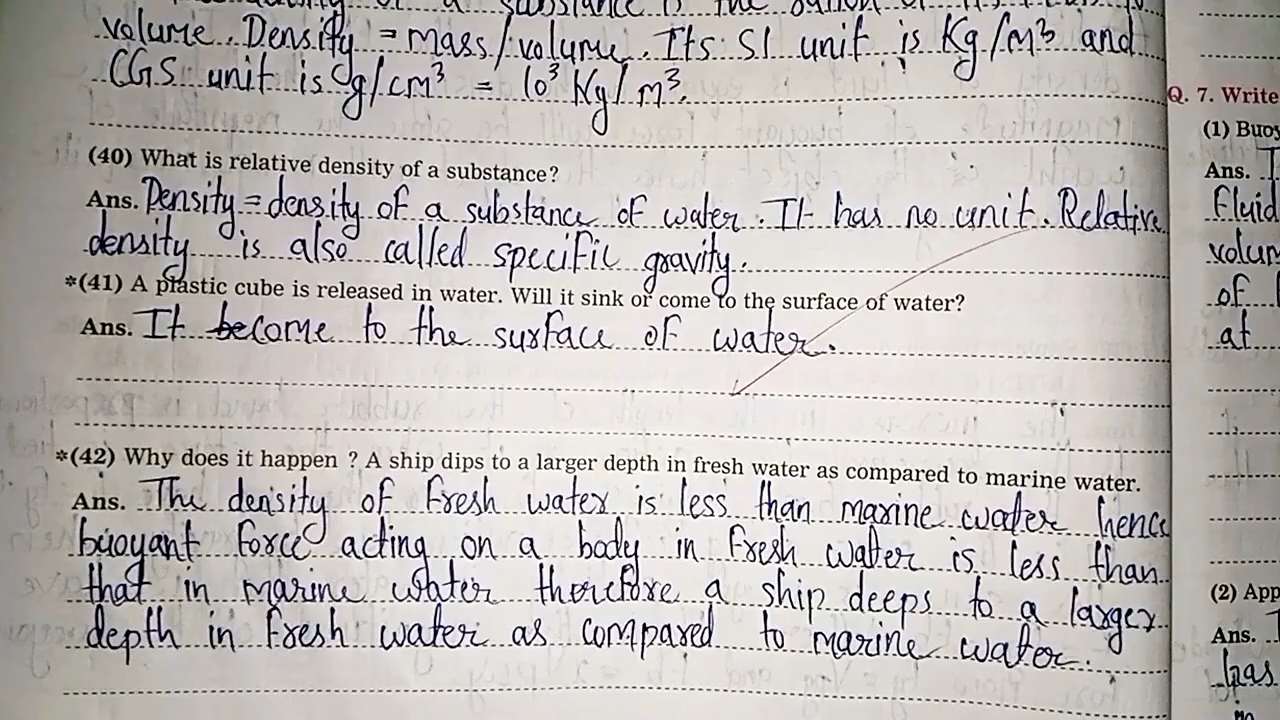 volume. Density = mass/volume. Its SI unit is Kg/m³ and
CGS unit is g/cm³ = 10³ Kg/m³.
Q. 7. Write
(1) Buoy
Ans.
(40) What is relative density of a substance?
Ans. Density = density of a substance of water. It has no unit. Relative
density is also called specific gravity.
Fluid
volum
*(41) A plastic cube is released in water. Will it sink or come to the surface of water?
of
Ans. It become to the surface of water.
at
*(42) Why does it happen ? A ship dips to a larger depth in fresh water as compared to marine water.
Ans. The density of fresh water is less than marine water hence
buoyant force acting on a body in fresh water is less than
that in marine water therefore a ship deeps to a larger
depth in fresh water as compared to marine water.
(2) App
Ans.
has